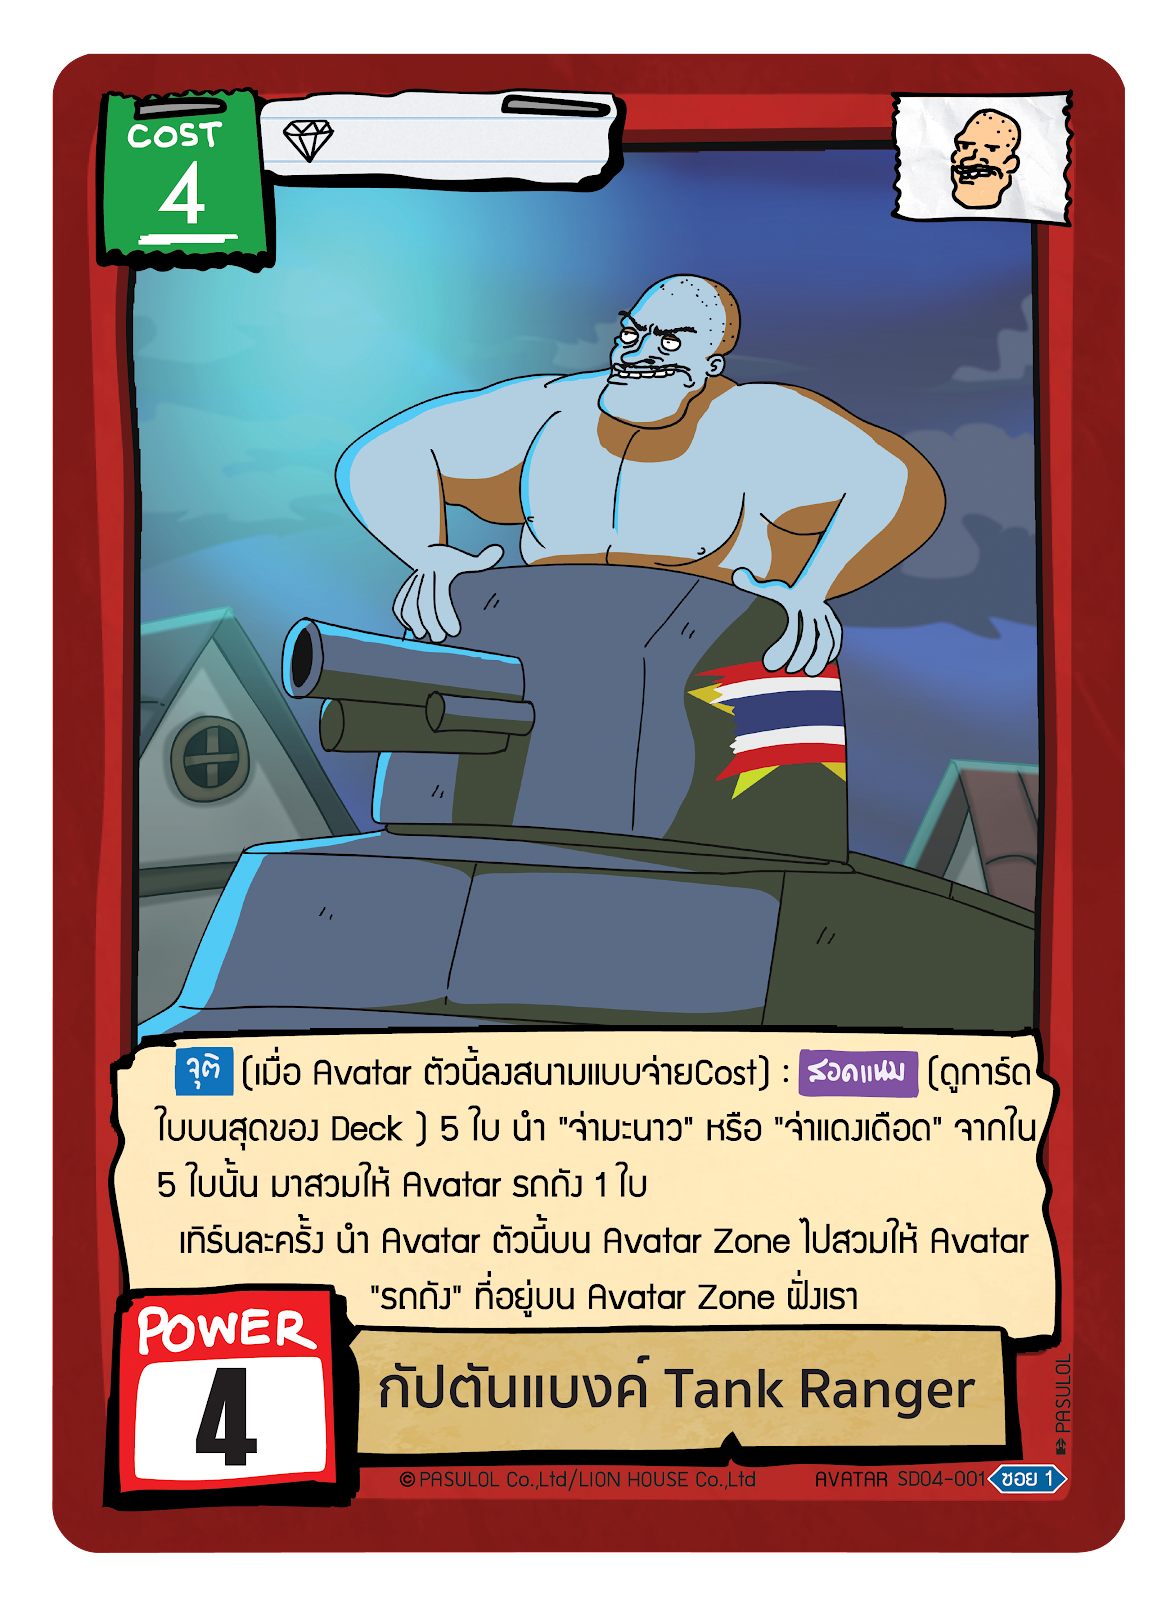 COST
4
จุติ (เมื่อ Avatar ตัวนี้ลงสนามแบบจ่ายCost) : สอดแหม (ดูการ์ด
ใบบนสุดของ Deck ) 5 ใบ นำ "จ่ามะนาว" หรือ "จ่าแดงเดือด" จากใน
5 ใบนั้น มาสวมให้ Avatar รถถัง 1 ใบ
เทิร์นละครั้ง นำ Avatar ตัวนี้บน Avatar Zone ไปสวมให้ Avatar
"รถถัง" ที่อยู่บน Avatar Zone ฝั่งเรา
POWER
4
กัปตันแบงค์ Tank Ranger
PASULOL
© PASULOL Co.,Ltd/LION HOUSE Co.,Ltd
AVATAR SD04-001 ซอย 1